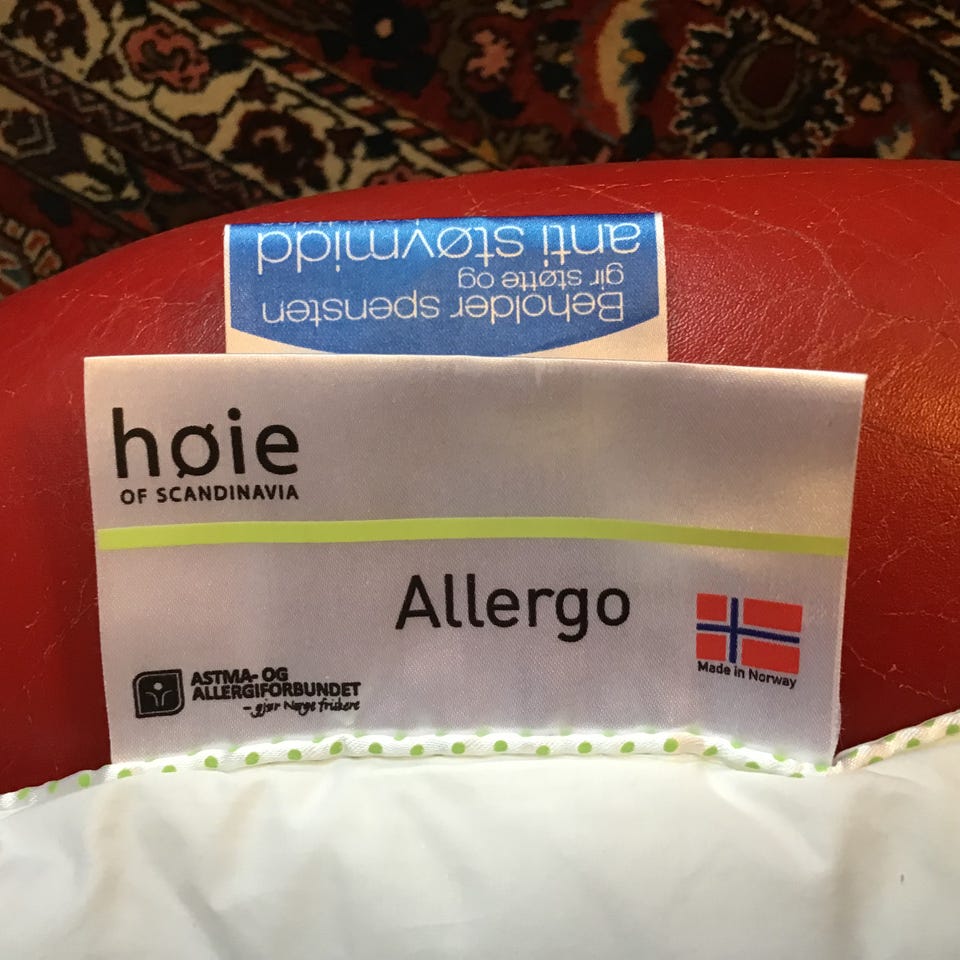 Beholder spensten
gir støtte og
anti støvmidd
høie
OF SCANDINAVIA
Allergo
Made in Norway
ASTMA- OG
ALLERGIFORBUNDET
- gjør Norge friskere